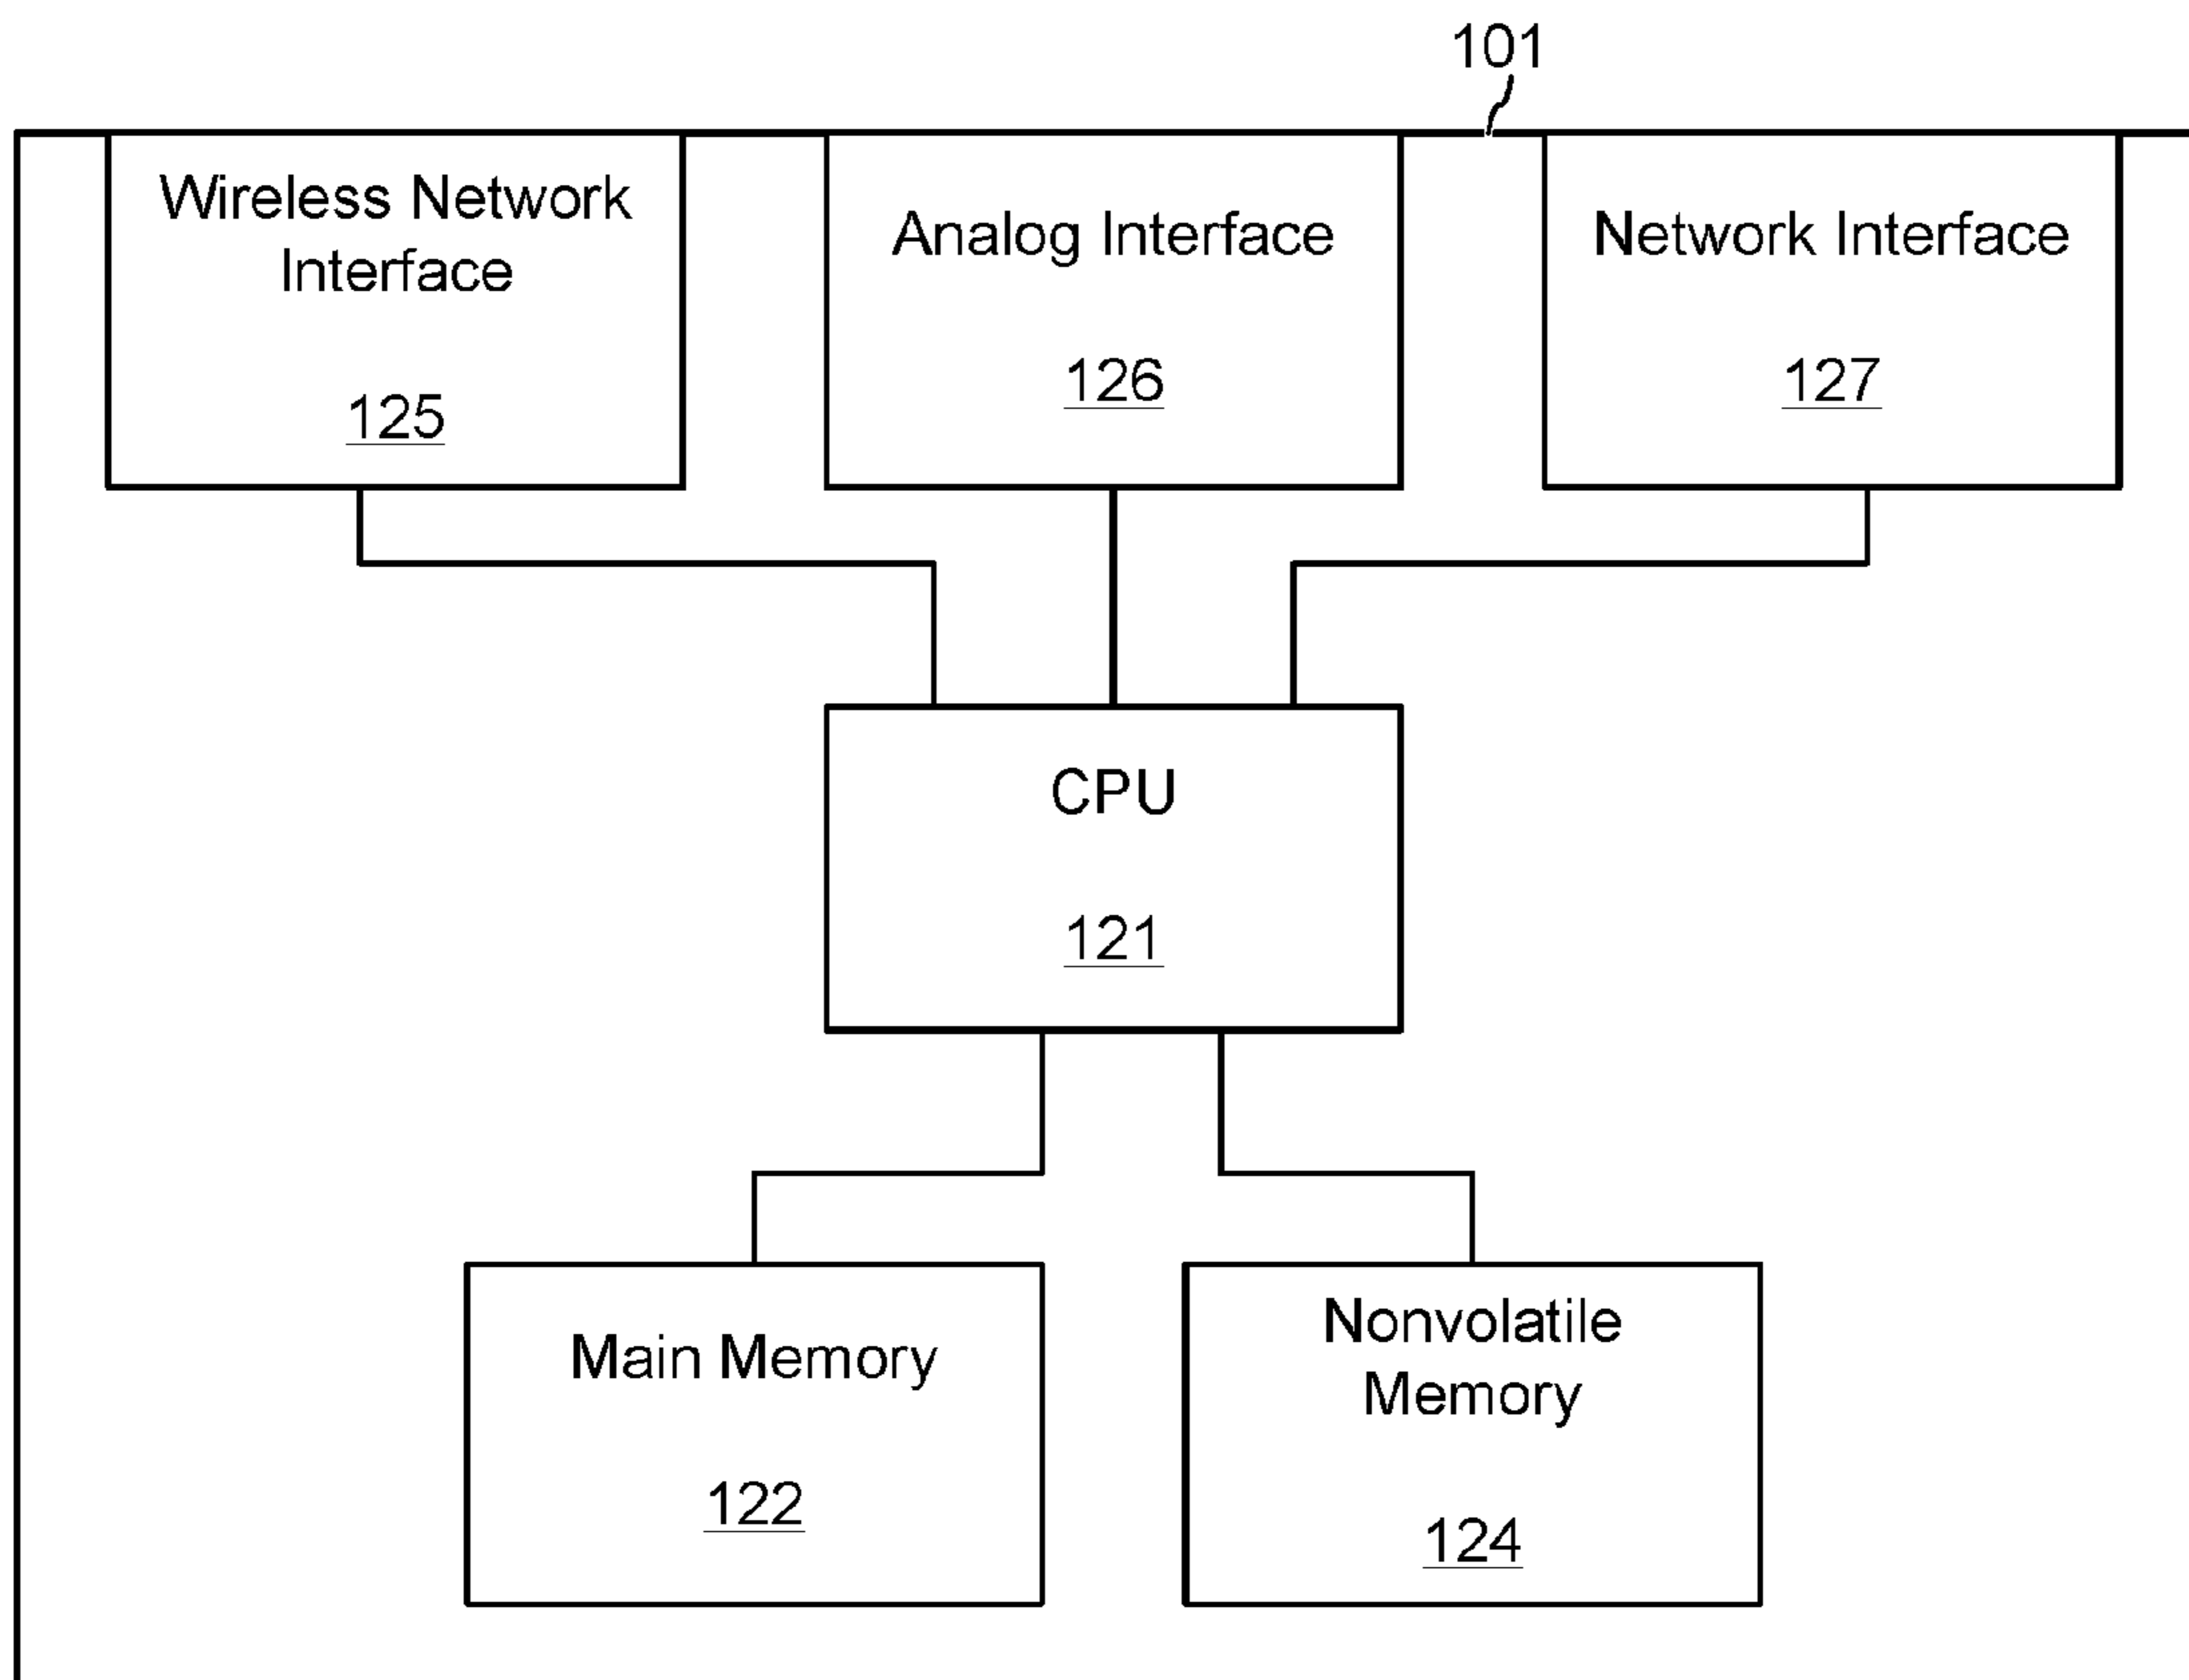 101
Wireless Network
Interface
125
Analog Interface
126
Network Interface
127
CPU
121
Main Memory
122
Nonvolatile
Memory
124